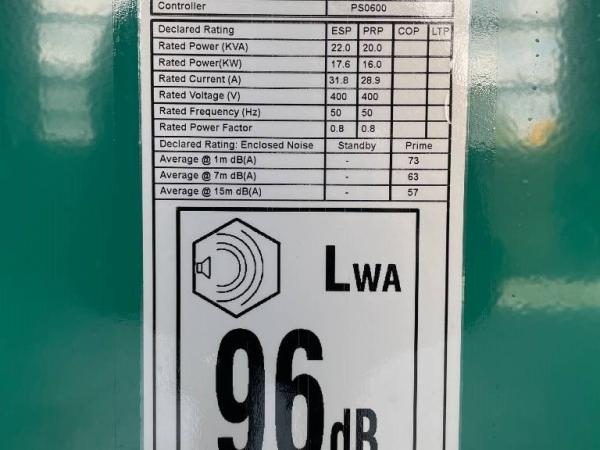 Controller PS0600
Declared Rating ESP PRP COP LTP
Rated Power (KVA) 22.0 20.0
Rated Power(KW) 17.6 16.0
Rated Current (A) 31.8 28.9
Rated Voltage (V) 400 400
Rated Frequency (Hz) 50 50
Rated Power Factor 0.8 0.8
Declared Rating: Enclosed Noise Standby Prime
Average @ 1m dB(A) - 73
Average @ 7m dB(A) - 63
Average @ 15m dB(A) - 57
LWA
96 dB